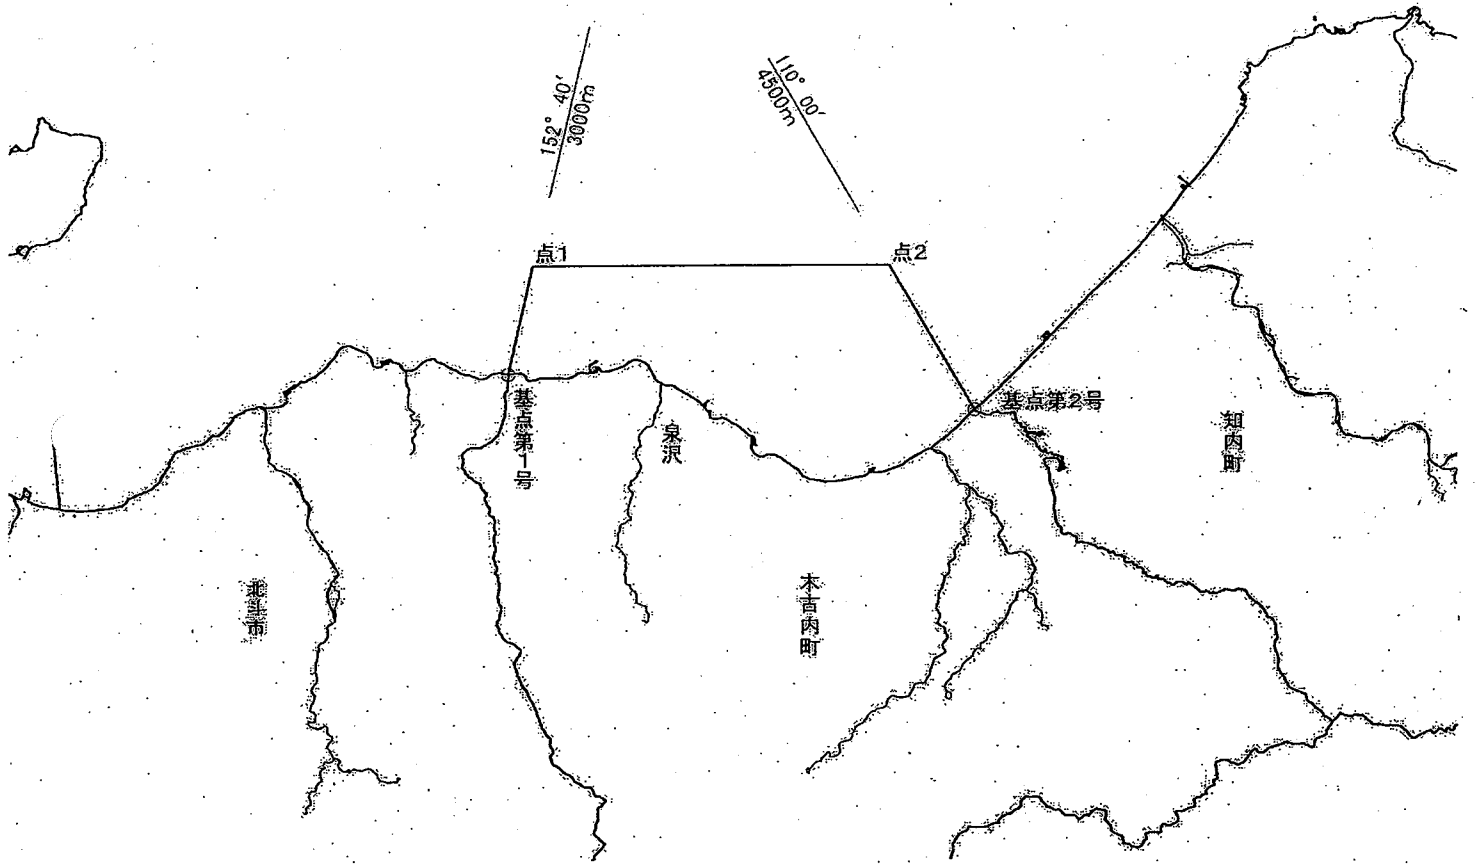 152° 40′
3000m
110° 00′
4500m
点1
点2
基点第1号
泉沢
基点第2号
知内町
北斗市
木古内町